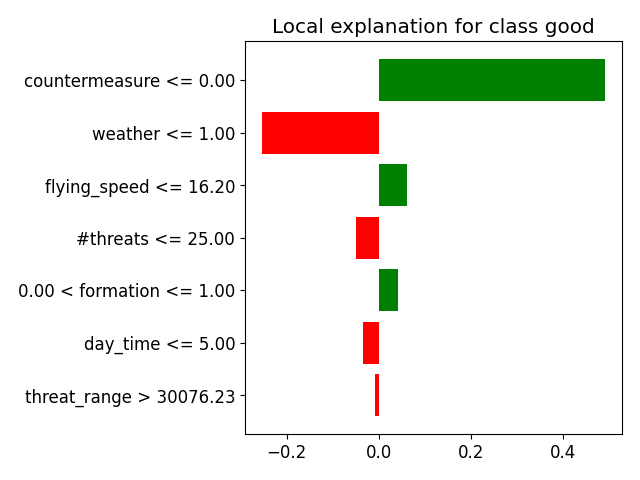 Local explanation for class good
countermeasure <= 0.00
weather <= 1.00
flying_speed <= 16.20
#threats <= 25.00
0.00 < formation <= 1.00
day_time <= 5.00
threat_range > 30076.23
−0.2 0.0 0.2 0.4